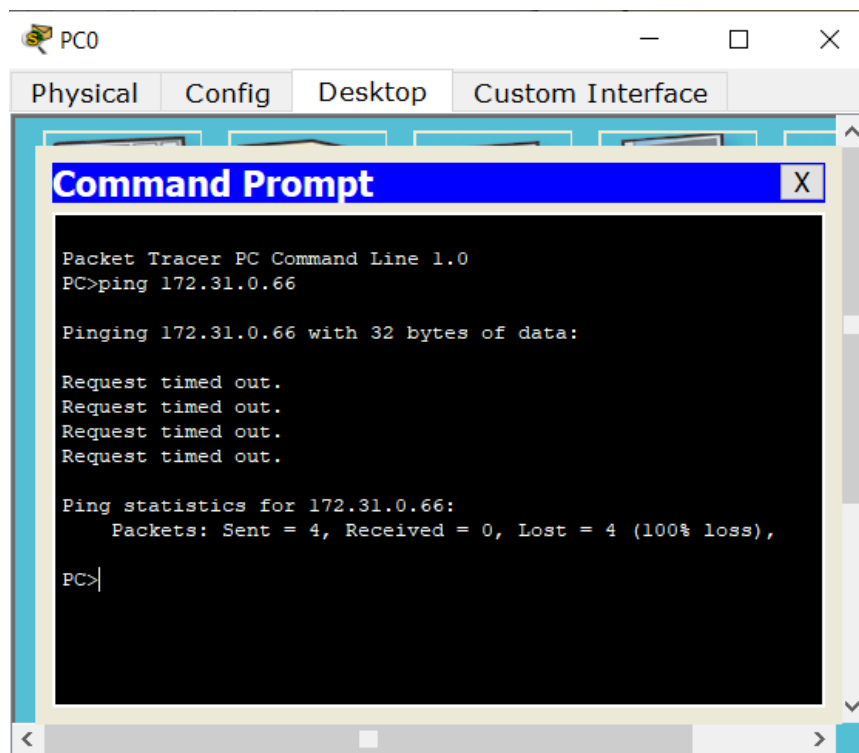 PC0
Physical Config Desktop Custom Interface
Command Prompt X
Packet Tracer PC Command Line 1.0
PC>ping 172.31.0.66
Pinging 172.31.0.66 with 32 bytes of data:
Request timed out.
Request timed out.
Request timed out.
Request timed out.
Ping statistics for 172.31.0.66:
Packets: Sent = 4, Received = 0, Lost = 4 (100% loss),
PC>